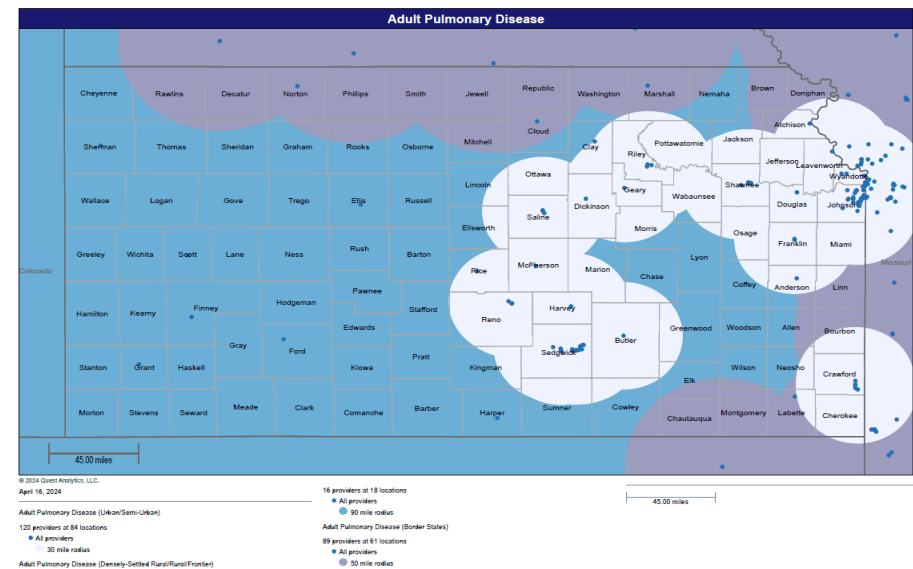 Adult Pulmonary Disease
Cheyenne Rawlins Decatur Norton Phillips Smith Jewell Republic Washington Marshall Nemaha Brown Doniphan
Sherman Thomas Sheridan Graham Rooks Osborne Mitchell Cloud Clay Riley Pottawatomie Jackson Atchison
Jefferson Leavenworth
Wyandotte
Lincoln Ottawa Geary Wabaunsee Shawnee
Wallace Logan Gove Trego Ellis Russell Saline Dickinson Douglas Johnson
Ellsworth Morris Osage Franklin Miami
Greeley Wichita Scott Lane Ness Rush Barton Lyon
Colorado Rice McPherson Marion Chase Missouri
Coffey Anderson Linn
Hamilton Kearny Finney Hodgeman Pawnee Stafford Reno Harvey
Gray Ford Edwards Butler Greenwood Woodson Allen Bourbon
Stanton Grant Haskell Kiowa Pratt Kingman Sedgwick Wilson Neosho Crawford
Elk
Morton Stevens Seward Meade Clark Comanche Barber Harper Sumner Cowley Chautauqua Montgomery Labette Cherokee
45.00 miles
© 2024 Quest Analytics, LLC.
April 16, 2024
Adult Pulmonary Disease (Urban/Semi-Urban)
120 providers at 84 locations
All providers
30 mile radius
Adult Pulmonary Disease (Densely-Settled Rural/Rural/Frontier)
16 providers at 18 locations
All providers
90 mile radius
Adult Pulmonary Disease (Border States)
89 providers at 61 locations
All providers
50 mile radius
45.00 miles